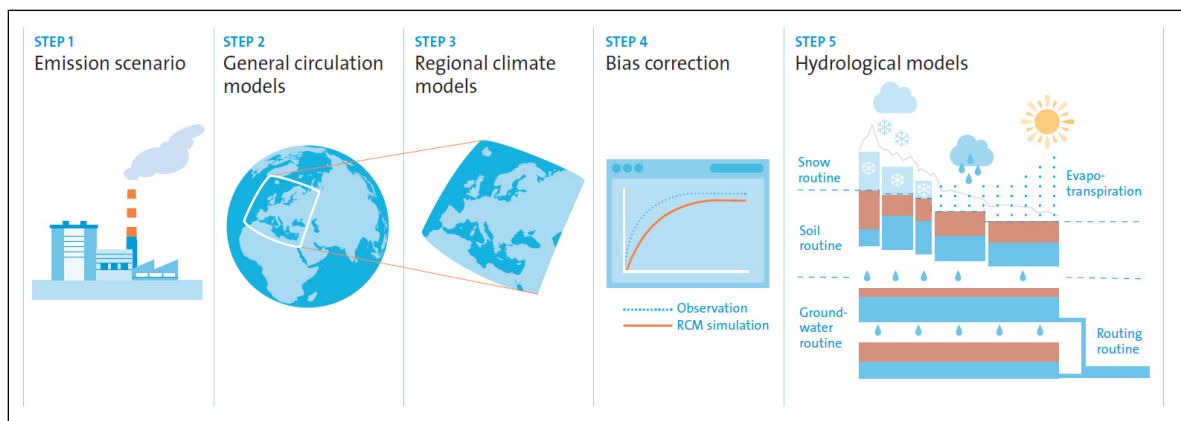 STEP 1
Emission scenario
STEP 2
General circulation
models
STEP 3
Regional climate
models
STEP 4
Bias correction
Observation
RCM simulation
STEP 5
Hydrological models
Snow
routine
Evapo-
transpiration
Soil
routine
Ground-
water
routine
Routing
routine